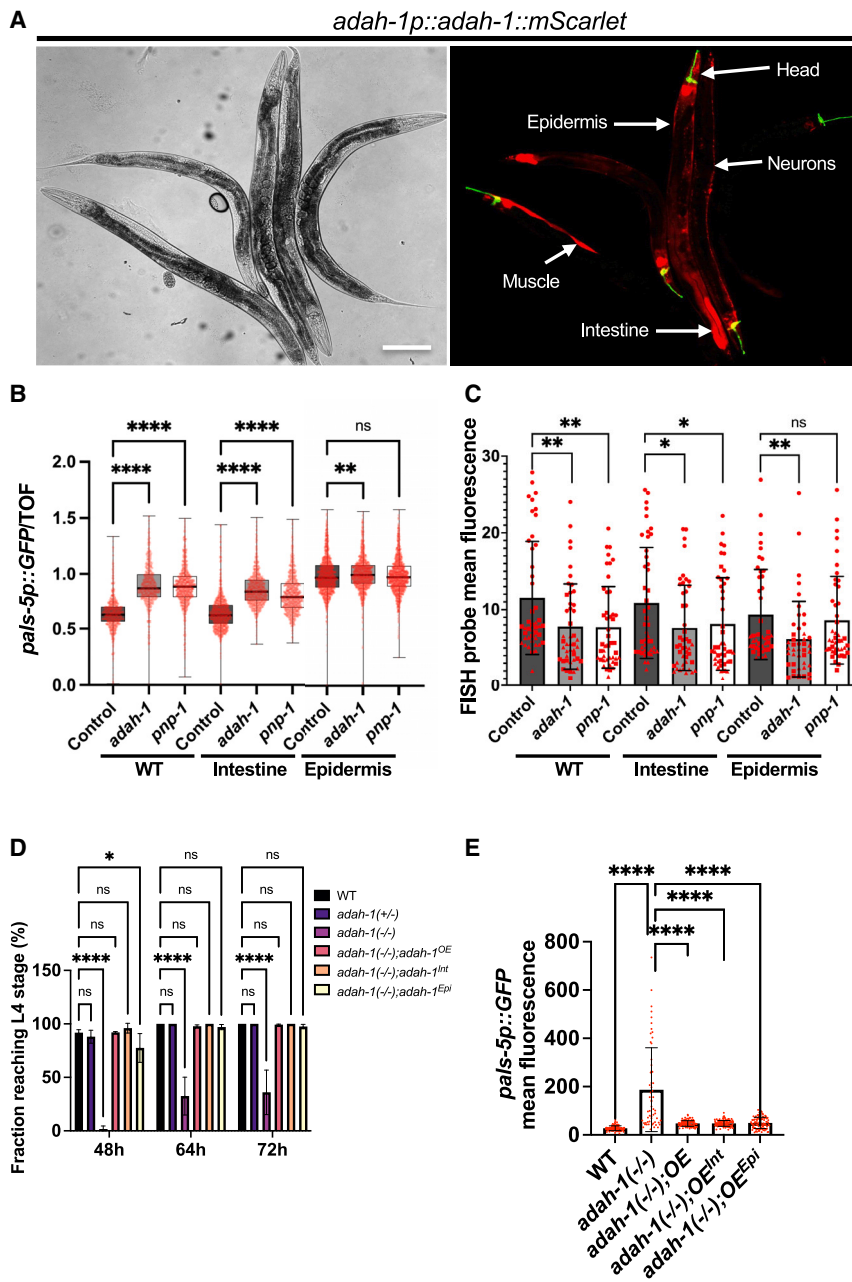 A
adah-1p::adah-1::mScarlet
Head
Epidermis
Neurons
Muscle
Intestine
B
pals-5p::GFP/TOF
2.0
1.5
1.0
0.5
0.0
****
****
****
****
ns
**
Control
adah-1
pnp-1
Control
adah-1
pnp-1
Control
adah-1
pnp-1
WT
Intestine
Epidermis
C
FISH probe mean fluorescence
30
20
10
0
**
**
*
*
ns
**
Control
adah-1
pnp-1
Control
adah-1
pnp-1
Control
adah-1
pnp-1
WT
Intestine
Epidermis
D
Fraction reaching L4 stage (%)
150
100
50
0
*
ns
ns
****
ns
ns
ns
ns
****
ns
ns
ns
ns
****
ns
48h
64h
72h
WT
adah-1(+/-)
adah-1(-/-)
adah-1(-/-);adah-1OE
adah-1(-/-);adah-1Int
adah-1(-/-);adah-1Epi
E
pals-5p::GFP
mean fluorescence
800
600
400
200
0
****
****
****
****
WT
adah-1(-/-)
adah-1(-/-);OE
adah-1(-/-);OEInt
adah-1(-/-);OEEpi